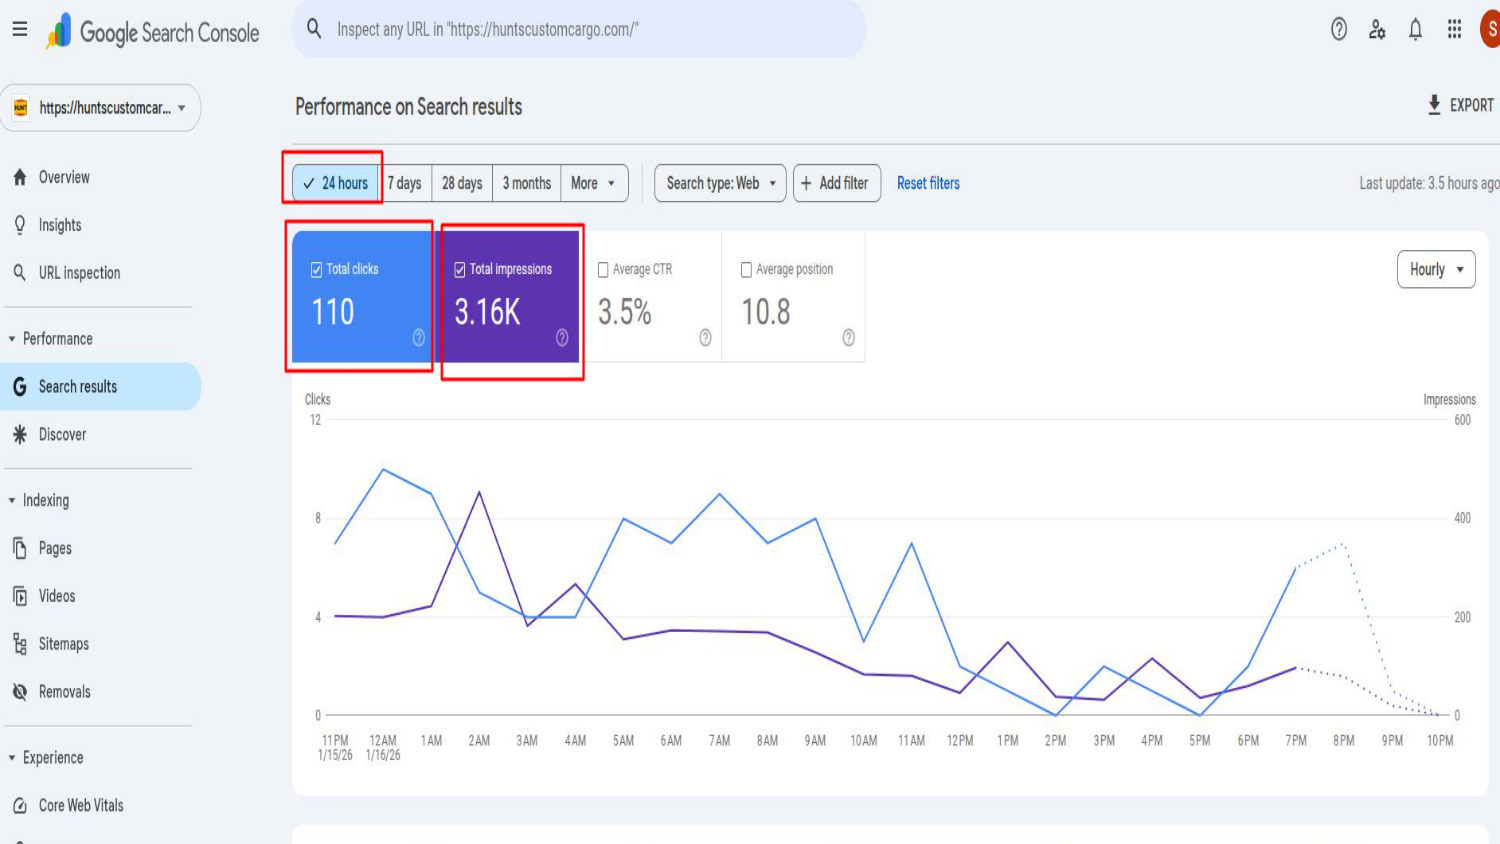 Google Search Console
Inspect any URL in "https://huntscustomcargo.com/"
S
HUNT
https://huntscustomcar...
Performance on Search results
EXPORT
Overview
Insights
URL inspection
Performance
Search results
Discover
Indexing
Pages
Videos
Sitemaps
Removals
Experience
Core Web Vitals
24 hours
7 days
28 days
3 months
More
Search type: Web
Add filter
Reset filters
Last update: 3.5 hours ago
Total clicks
110
Total impressions
3.16K
Average CTR
3.5%
Average position
10.8
Hourly
Clicks
Impressions
12
600
8
400
4
200
0
0
11 PM 12 AM 1 AM 2 AM 3 AM 4 AM 5 AM 6 AM 7 AM 8 AM 9 AM 10 AM 11 AM 12 PM 1 PM 2 PM 3 PM 4 PM 5 PM 6 PM 7 PM 8 PM 9 PM 10 PM
1/15/26 1/16/26